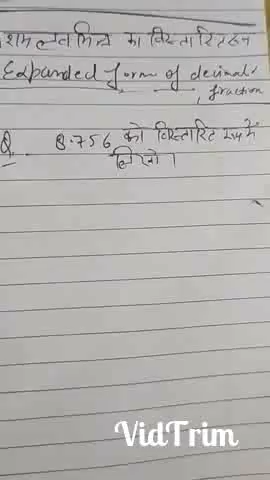 दशमलव भिन्न का विस्तारित रूप
Expanded form of decimal
fraction
Q. 8.756 को विस्तारित रूप में
लिखो ।
VidTrim